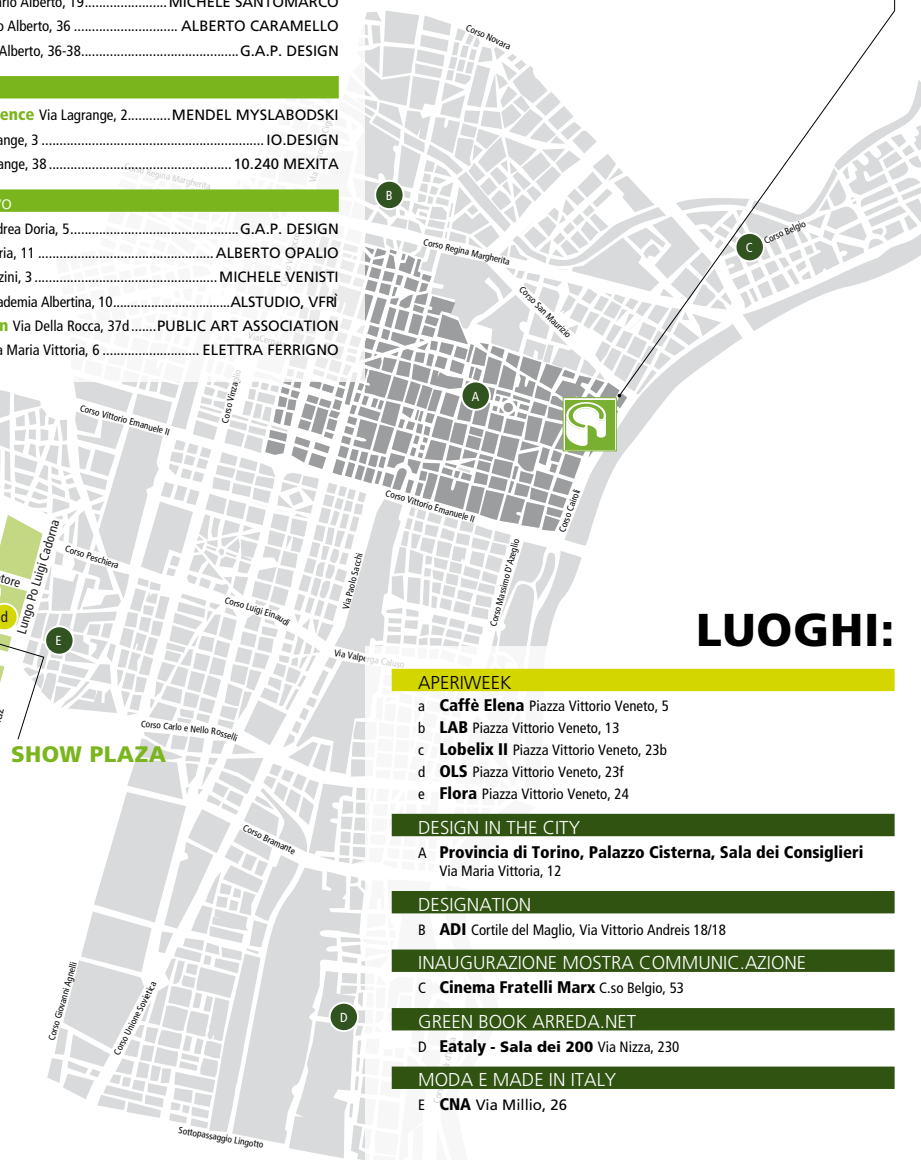 ario Alberto, 19......................MICHELE SANTOMARCO
o Alberto, 36 ............................ ALBERTO CARAMELLO
Alberto, 36-38..........................................G.A.P. DESIGN
ence Via Lagrange, 2...........MENDEL MYSLABODSKI
ange, 3 ............................................................ IO.DESIGN
ange, 38 ................................................. 10.240 MEXITA
VO
drea Doria, 5.............................................G.A.P. DESIGN
ria, 11 ................................................ ALBERTO OPALIO
zini, 3 ................................................. MICHELE VENISTI
ademia Albertina, 10...............................ALSTUDIO, VFRÌ
n Via Della Rocca, 37d.......PUBLIC ART ASSOCIATION
a Maria Vittoria, 6 .......................... ELETTRA FERRIGNO
Corso Novara
Corso Regina Margherita
B
Corso Belgio
C
Corso Regina Margherita
Corso San Maurizio
A
Corso Vinzaglio
Corso Vittorio Emanuele II
Corso Vittorio Emanuele II
Corso Cairoli
Lungo Po Luigi Cadorna
Corso Peschiera
Via Paolo Sacchi
Corso Massimo D'Azeglio
tore
d
E
Corso Luigi Einaudi
Via Valperga Caluso
Corso Carlo e Nello Rosselli
SHOW PLAZA
Corso Bramante
Corso Giovanni Agnelli
Corso Unione Sovietica
D
Sottopassaggio Lingotto
LUOGHI:
APERIWEEK
a Caffè Elena Piazza Vittorio Veneto, 5
b LAB Piazza Vittorio Veneto, 13
c Lobelix II Piazza Vittorio Veneto, 23b
d OLS Piazza Vittorio Veneto, 23f
e Flora Piazza Vittorio Veneto, 24
DESIGN IN THE CITY
A Provincia di Torino, Palazzo Cisterna, Sala dei Consiglieri
Via Maria Vittoria, 12
DESIGNATION
B ADI Cortile del Maglio, Via Vittorio Andreis 18/18
INAUGURAZIONE MOSTRA COMMUNIC.AZIONE
C Cinema Fratelli Marx C.so Belgio, 53
GREEN BOOK ARREDA.NET
D Eataly - Sala dei 200 Via Nizza, 230
MODA E MADE IN ITALY
E CNA Via Millio, 26